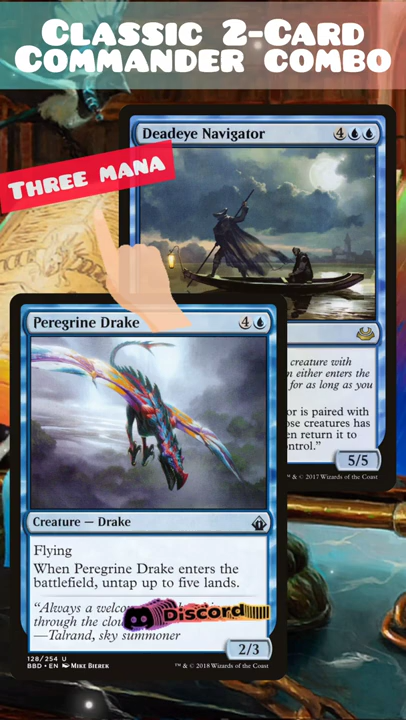 Classic 2-Card
Commander combo
Deadeye Navigator 4
Three mana
Peregrine Drake 4
creature with
n either enters the
for as long as you
or is paired with
ose creatures has
en return it to
ontrol."
5/5
™ & © 2017 Wizards of the Coast
Creature — Drake
Flying
When Peregrine Drake enters the
battlefield, untap up to five lands.
"Always a welco
through the clou
—Talrand, sky summoner
Discord
2/3
128/254 U
BBD • EN Mike Bierek
™ & © 2018 Wizards of the Coast